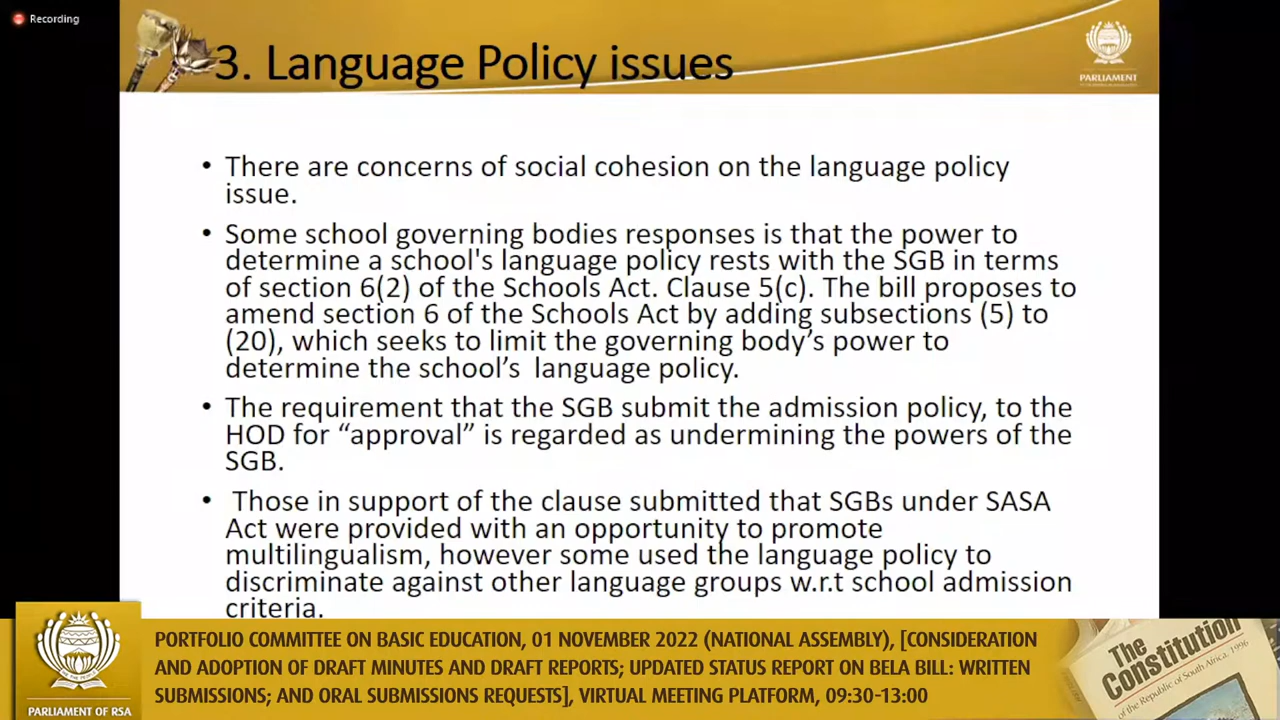 Recording
3. Language Policy issues
PARLIAMENT
• There are concerns of social cohesion on the language policy
issue.
• Some school governing bodies responses is that the power to
determine a school's language policy rests with the SGB in terms
of section 6(2) of the Schools Act. Clause 5(c). The bill proposes to
amend section 6 of the Schools Act by adding subsections (5) to
(20), which seeks to limit the governing body’s power to
determine the school’s language policy.
• The requirement that the SGB submit the admission policy, to the
HOD for “approval” is regarded as undermining the powers of the
SGB.
• Those in support of the clause submitted that SGBs under SASA
Act were provided with an opportunity to promote
multilingualism, however some used the language policy to
discriminate against other language groups w.r.t school admission
criteria.
PORTFOLIO COMMITTEE ON BASIC EDUCATION, 01 NOVEMBER 2022 (NATIONAL ASSEMBLY), [CONSIDERATION
AND ADOPTION OF DRAFT MINUTES AND DRAFT REPORTS; UPDATED STATUS REPORT ON BELA BILL: WRITTEN
SUBMISSIONS; AND ORAL SUBMISSIONS REQUESTS], VIRTUAL MEETING PLATFORM, 09:30-13:00
PARLIAMENT OF RSA
The
Constitution
of the Republic of South Africa, 1996